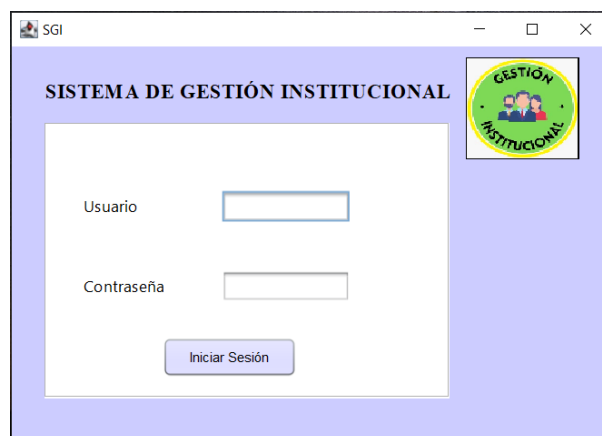 SGI
SISTEMA DE GESTIÓN INSTITUCIONAL
GESTIÓN
INSTITUCIONAL
Usuario
Contraseña
Iniciar Sesión